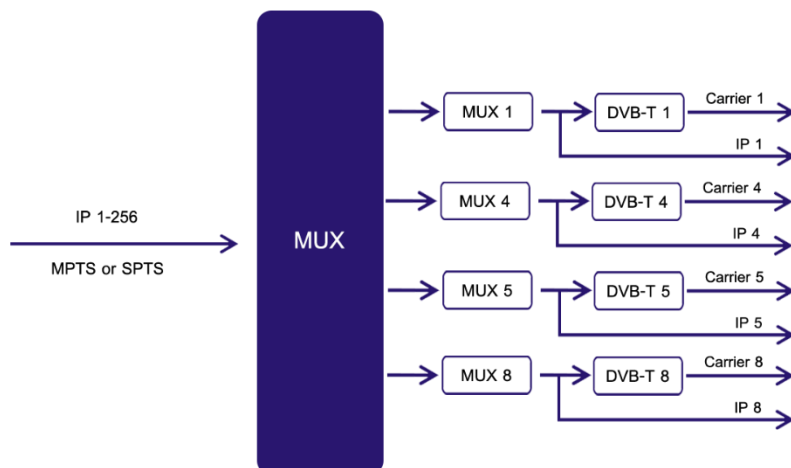 IP 1-256
MPTS or SPTS
MUX
MUX 1
DVB-T 1
Carrier 1
IP 1
MUX 4
DVB-T 4
Carrier 4
IP 4
MUX 5
DVB-T 5
Carrier 5
IP 5
MUX 8
DVB-T 8
Carrier 8
IP 8